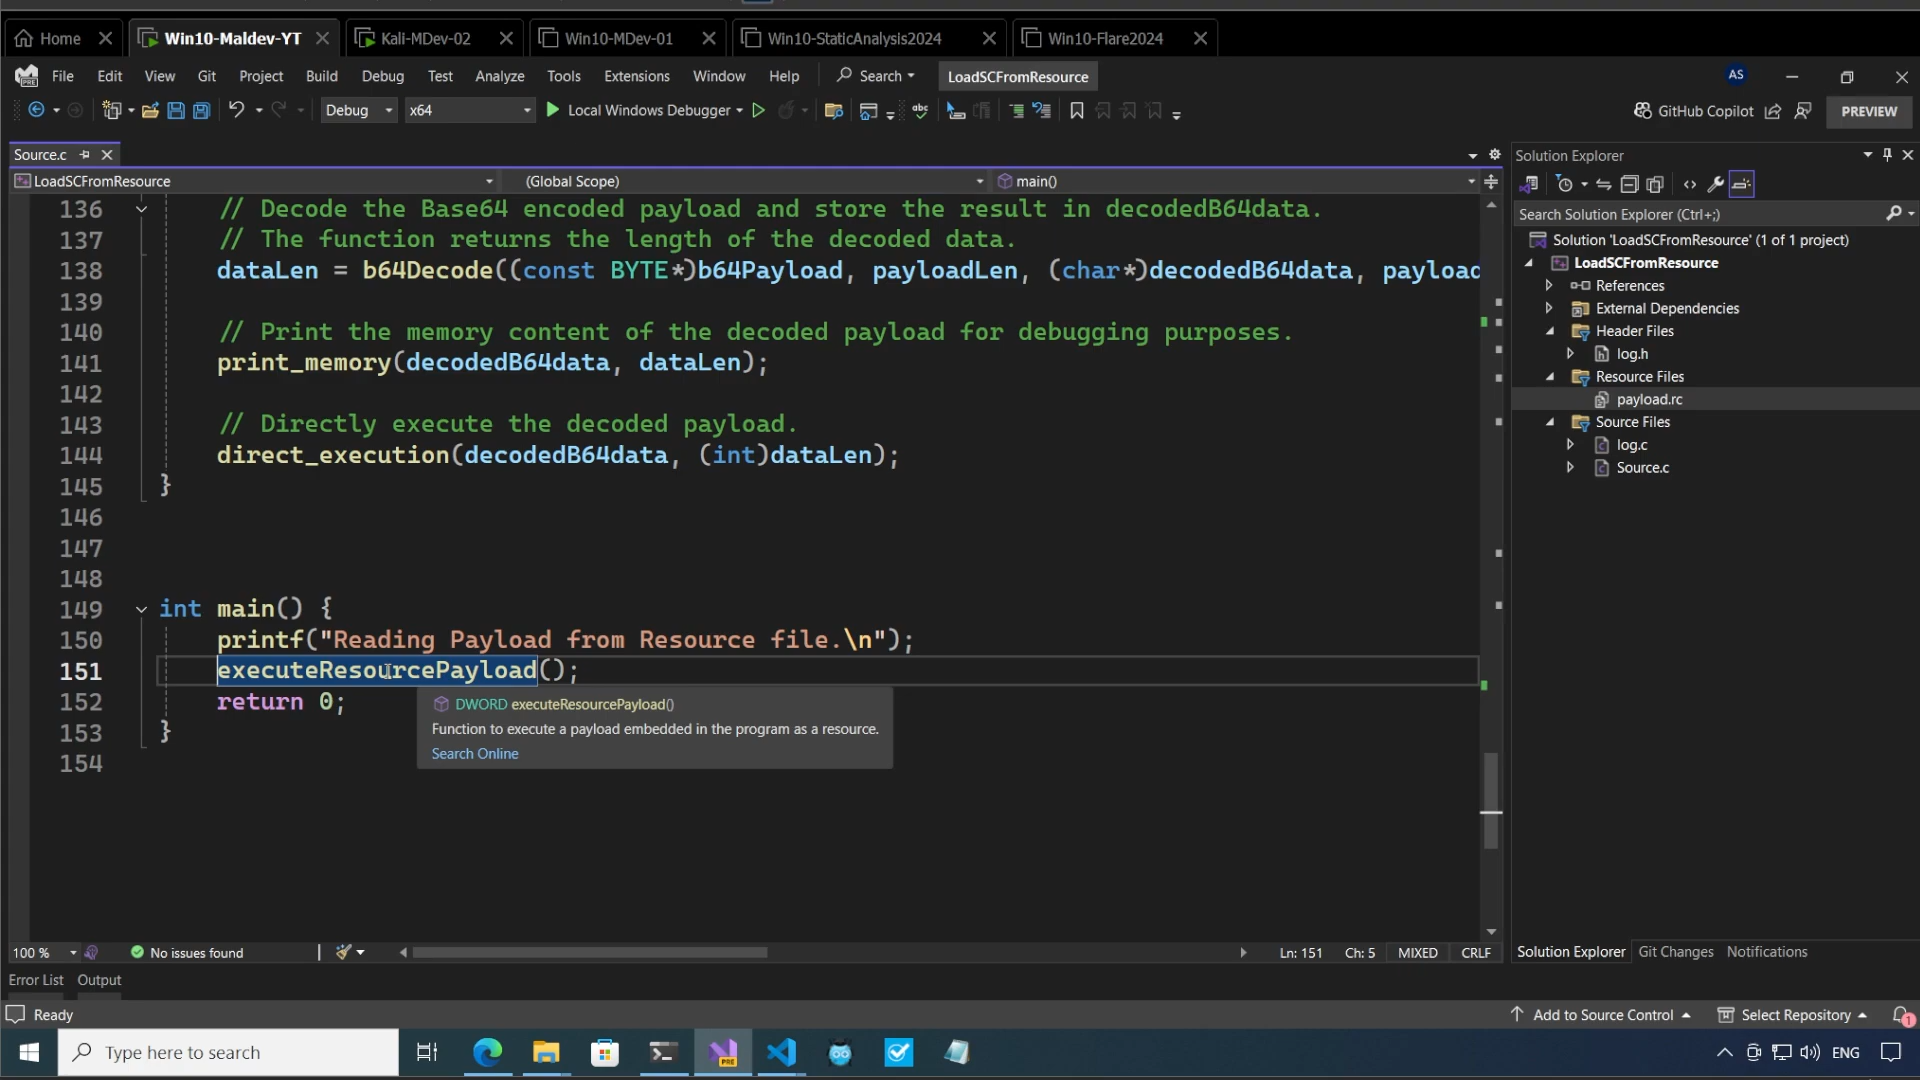 Home
Win10-Maldev-YT
Kali-MDev-02
Win10-MDev-01
Win10-StaticAnalysis2024
Win10-Flare2024
File Edit View Git Project Build Debug Test Analyze Tools Extensions Window Help Search LoadSCFromResource AS
Debug x64 Local Windows Debugger GitHub Copilot PREVIEW
Source.c
LoadSCFromResource (Global Scope) main()
136 // Decode the Base64 encoded payload and store the result in decodedB64data.
137 // The function returns the length of the decoded data.
138 dataLen = b64Decode((const BYTE*)b64Payload, payloadLen, (char*)decodedB64data, payload
139
140 // Print the memory content of the decoded payload for debugging purposes.
141 print_memory(decodedB64data, dataLen);
142
143 // Directly execute the decoded payload.
144 direct_execution(decodedB64data, (int)dataLen);
145 }
146
147
148
149 int main() {
150 printf("Reading Payload from Resource file.\n");
151 executeResourcePayload();
152 return 0;
153 }
154
DWORD executeResourcePayload()
Function to execute a payload embedded in the program as a resource.
Search Online
100 % No issues found Ln: 151 Ch: 5 MIXED CRLF
Error List Output
Solution Explorer
Search Solution Explorer (Ctrl+;)
Solution 'LoadSCFromResource' (1 of 1 project)
LoadSCFromResource
References
External Dependencies
Header Files
log.h
Resource Files
payload.rc
Source Files
log.c
Source.c
Solution Explorer Git Changes Notifications
Ready Add to Source Control Select Repository 1
Type here to search PRE ENG